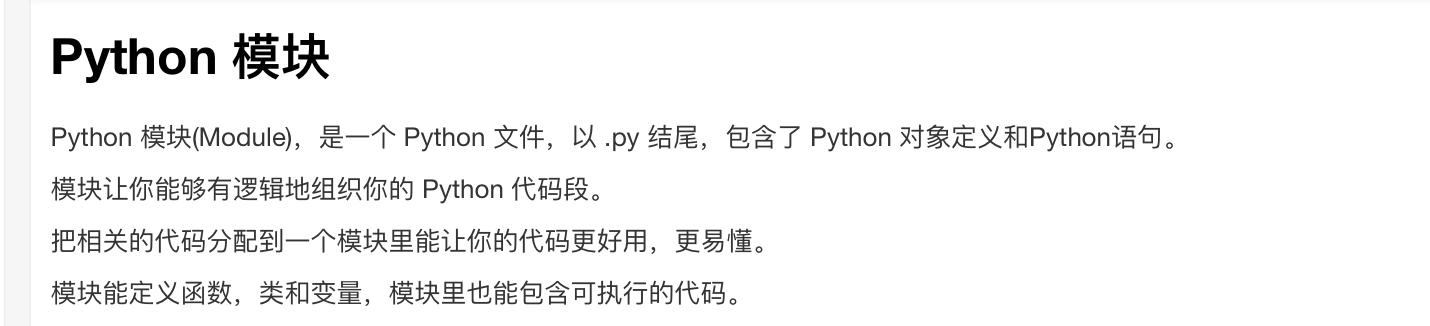 Python 模块
Python 模块(Module)，是一个 Python 文件，以 .py 结尾，包含了 Python 对象定义和Python语句。
模块让你能够有逻辑地组织你的 Python 代码段。
把相关的代码分配到一个模块里能让你的代码更好用，更易懂。
模块能定义函数，类和变量，模块里也能包含可执行的代码。